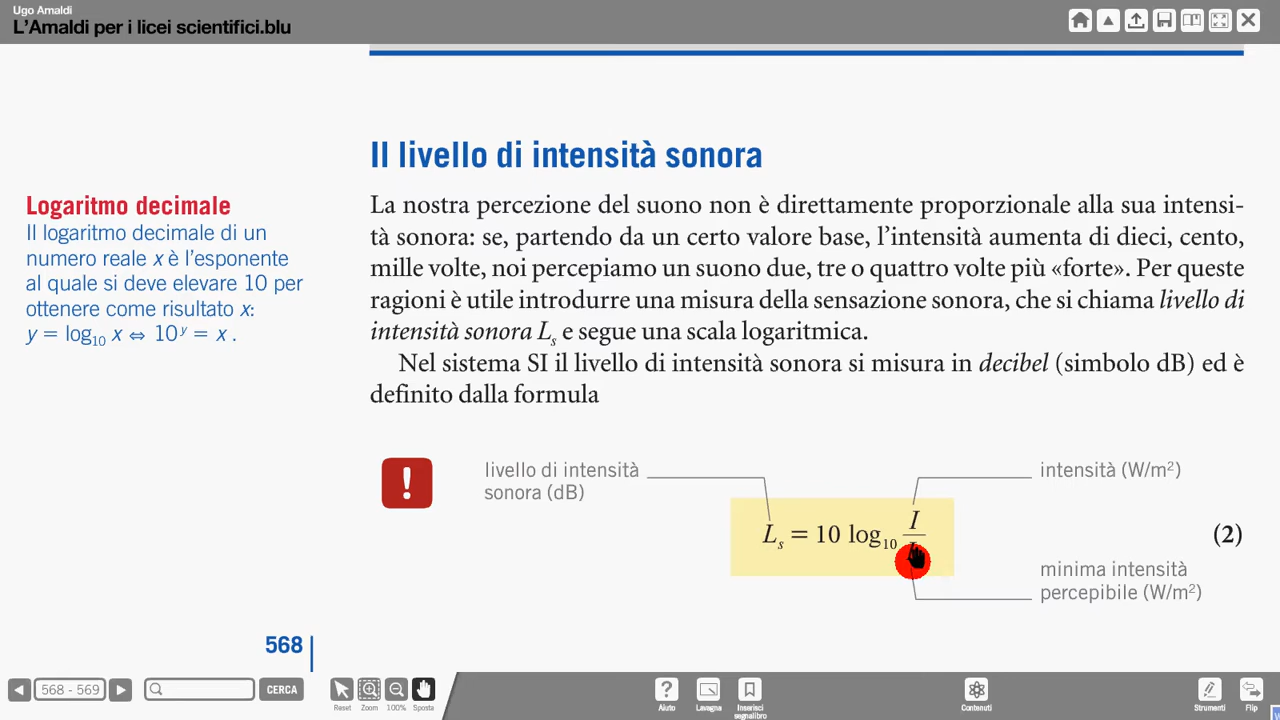 Ugo Amaldi
L'Amaldi per i licei scientifici.blu
Il livello di intensità sonora
Logaritmo decimale
Il logaritmo decimale di un
numero reale x è l'esponente
al quale si deve elevare 10 per
ottenere come risultato x:
y = log₁₀ x ⇔ 10ʸ = x .
La nostra percezione del suono non è direttamente proporzionale alla sua intensi-
tà sonora: se, partendo da un certo valore base, l'intensità aumenta di dieci, cento,
mille volte, noi percepiamo un suono due, tre o quattro volte più «forte». Per queste
ragioni è utile introdurre una misura della sensazione sonora, che si chiama livello di
intensità sonora Lₛ e segue una scala logaritmica.
Nel sistema SI il livello di intensità sonora si misura in decibel (simbolo dB) ed è
definito dalla formula
!
livello di intensità
sonora (dB)
intensità (W/m²)
Lₛ = 10 log₁₀ I
(2)
minima intensità
percepibile (W/m²)
568
568 - 569
CERCA
Reset
Zoom
100%
Sposta
?
Aiuto
Lavagna
Inserisci
segnalibro
Contenuti
Strumenti
Flip